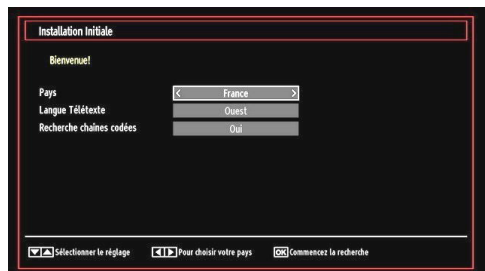 Installation Initiale
Bienvenue!
Pays < France >
Langue Télétexte Ouest
Recherche chaînes codées Oui
Sélectionner le réglage Pour choisir votre pays OK Commencez la recherche